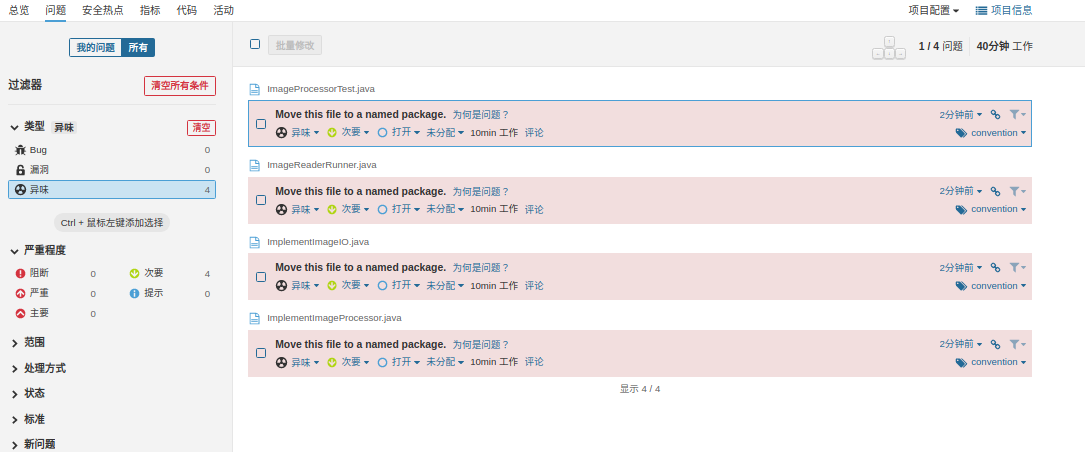 总览 问题 安全热点 指标 代码 活动 项目配置 项目信息
我的问题 所有 批量修改 1 / 4 问题 40分钟 工作
过滤器 清空所有条件
类型 异味 清空
Bug 0
漏洞 0
异味 4
Ctrl + 鼠标左键添加选择
严重程度
阻断 0 次要 4
严重 0 提示 0
主要 0
范围
处理方式
状态
标准
新问题
ImageProcessorTest.java
Move this file to a named package. 为何是问题？ 2分钟前
异味 次要 打开 未分配 10min 工作 评论 convention
ImageReaderRunner.java
Move this file to a named package. 为何是问题？ 2分钟前
异味 次要 打开 未分配 10min 工作 评论 convention
ImplementImageIO.java
Move this file to a named package. 为何是问题？ 2分钟前
异味 次要 打开 未分配 10min 工作 评论 convention
ImplementImageProcessor.java
Move this file to a named package. 为何是问题？ 2分钟前
异味 次要 打开 未分配 10min 工作 评论 convention
显示 4 / 4